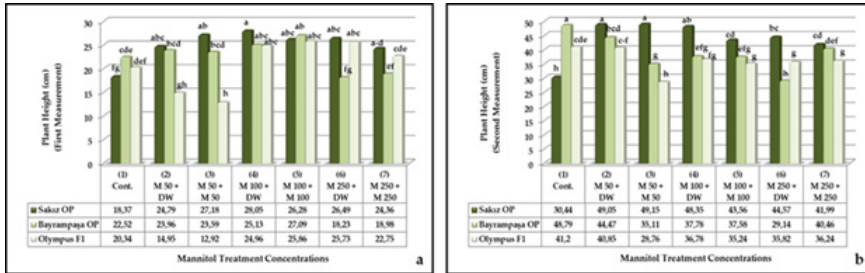 Plant Height (cm)
(First Measurement)
30
25
20
15
10
5
0
fg cde def
abc bcd gh
ab bcd h
a abc abc
abc abc abc
abc fg abc
a-d ef cde
(1) (2) (3) (4) (5) (6) (7)
Cont. M 50 + DW M 50 + M 50 M 100 + DW M 100 + M 100 M 250 + DW M 250 + M 250
Sakız OP 18,37 24,79 27,18 28,05 26,28 26,49 24,36
Bayrampaşa OP 22,52 23,96 23,59 25,13 27,09 18,23 18,98
Olympus F1 20,34 14,95 12,92 24,96 25,86 25,73 22,75
Mannitol Treatment Concentrations
a
Plant Height (cm)
(Second Measurement)
50
45
40
35
30
25
20
15
10
5
0
h a
a bcd c-f
a g h
ab efg
cde efg g
bc h g
def g
(1) (2) (3) (4) (5) (6) (7)
Cont. M 50 + DW M 50 + M 50 M 100 + DW M 100 + M 100 M 250 + DW M 250 + M 250
Sakız OP 30,44 49,05 49,15 48,35 43,56 44,57 41,99
Bayrampaşa OP 48,79 44,47 35,11 37,78 37,58 29,14 40,46
Olympus F1 41,2 40,85 28,76 36,78 35,24 35,82 36,24
Mannitol Treatment Concentrations
b